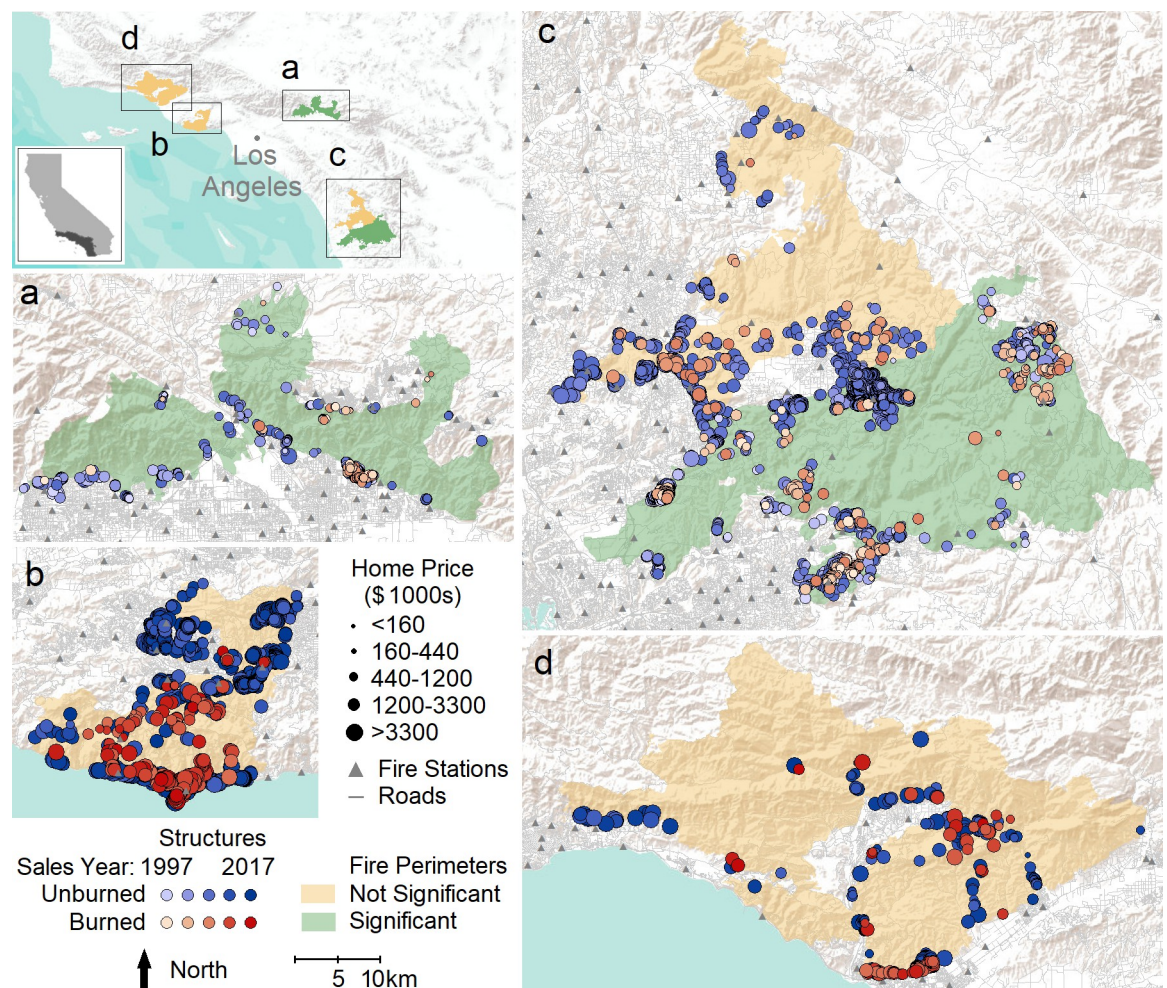 d
a
b
Los
Angeles
c
a
b
c
d
Home Price
($ 1000s)
<160
160-440
440-1200
1200-3300
>3300
Fire Stations
Roads
Structures
Sales Year: 1997 2017
Unburned
Burned
Fire Perimeters
Not Significant
Significant
North
5 10km